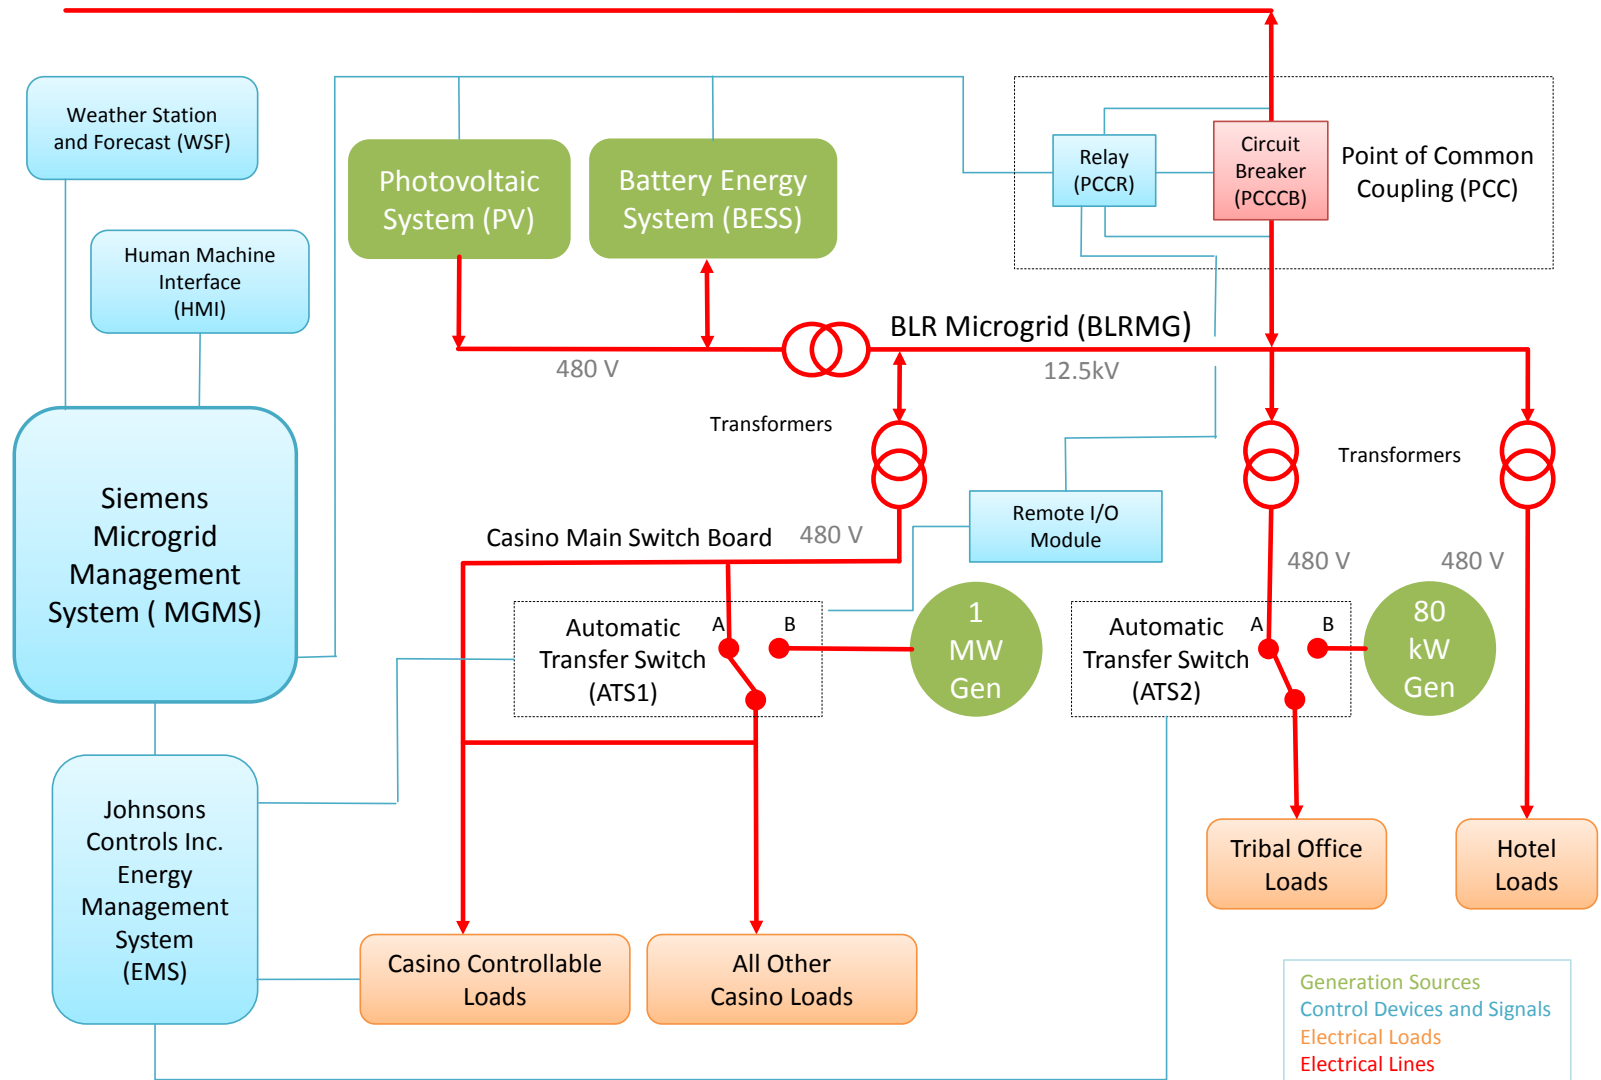 Weather Station
and Forecast (WSF)
Human Machine
Interface
(HMI)
Siemens
Microgrid
Management
System ( MGMS)
Johnsons
Controls Inc.
Energy
Management
System
(EMS)
Photovoltaic
System (PV)
Battery Energy
System (BESS)
Relay
(PCCR)
Circuit
Breaker
(PCCCB)
Point of Common
Coupling (PCC)
BLR Microgrid (BLRMG)
480 V
12.5kV
Transformers
Transformers
Casino Main Switch Board
480 V
Remote I/O
Module
480 V
480 V
Automatic
Transfer Switch
(ATS1)
A
B
1
MW
Gen
Automatic
Transfer Switch
(ATS2)
A
B
80
kW
Gen
Tribal Office
Loads
Hotel
Loads
Casino Controllable
Loads
All Other
Casino Loads
Generation Sources
Control Devices and Signals
Electrical Loads
Electrical Lines